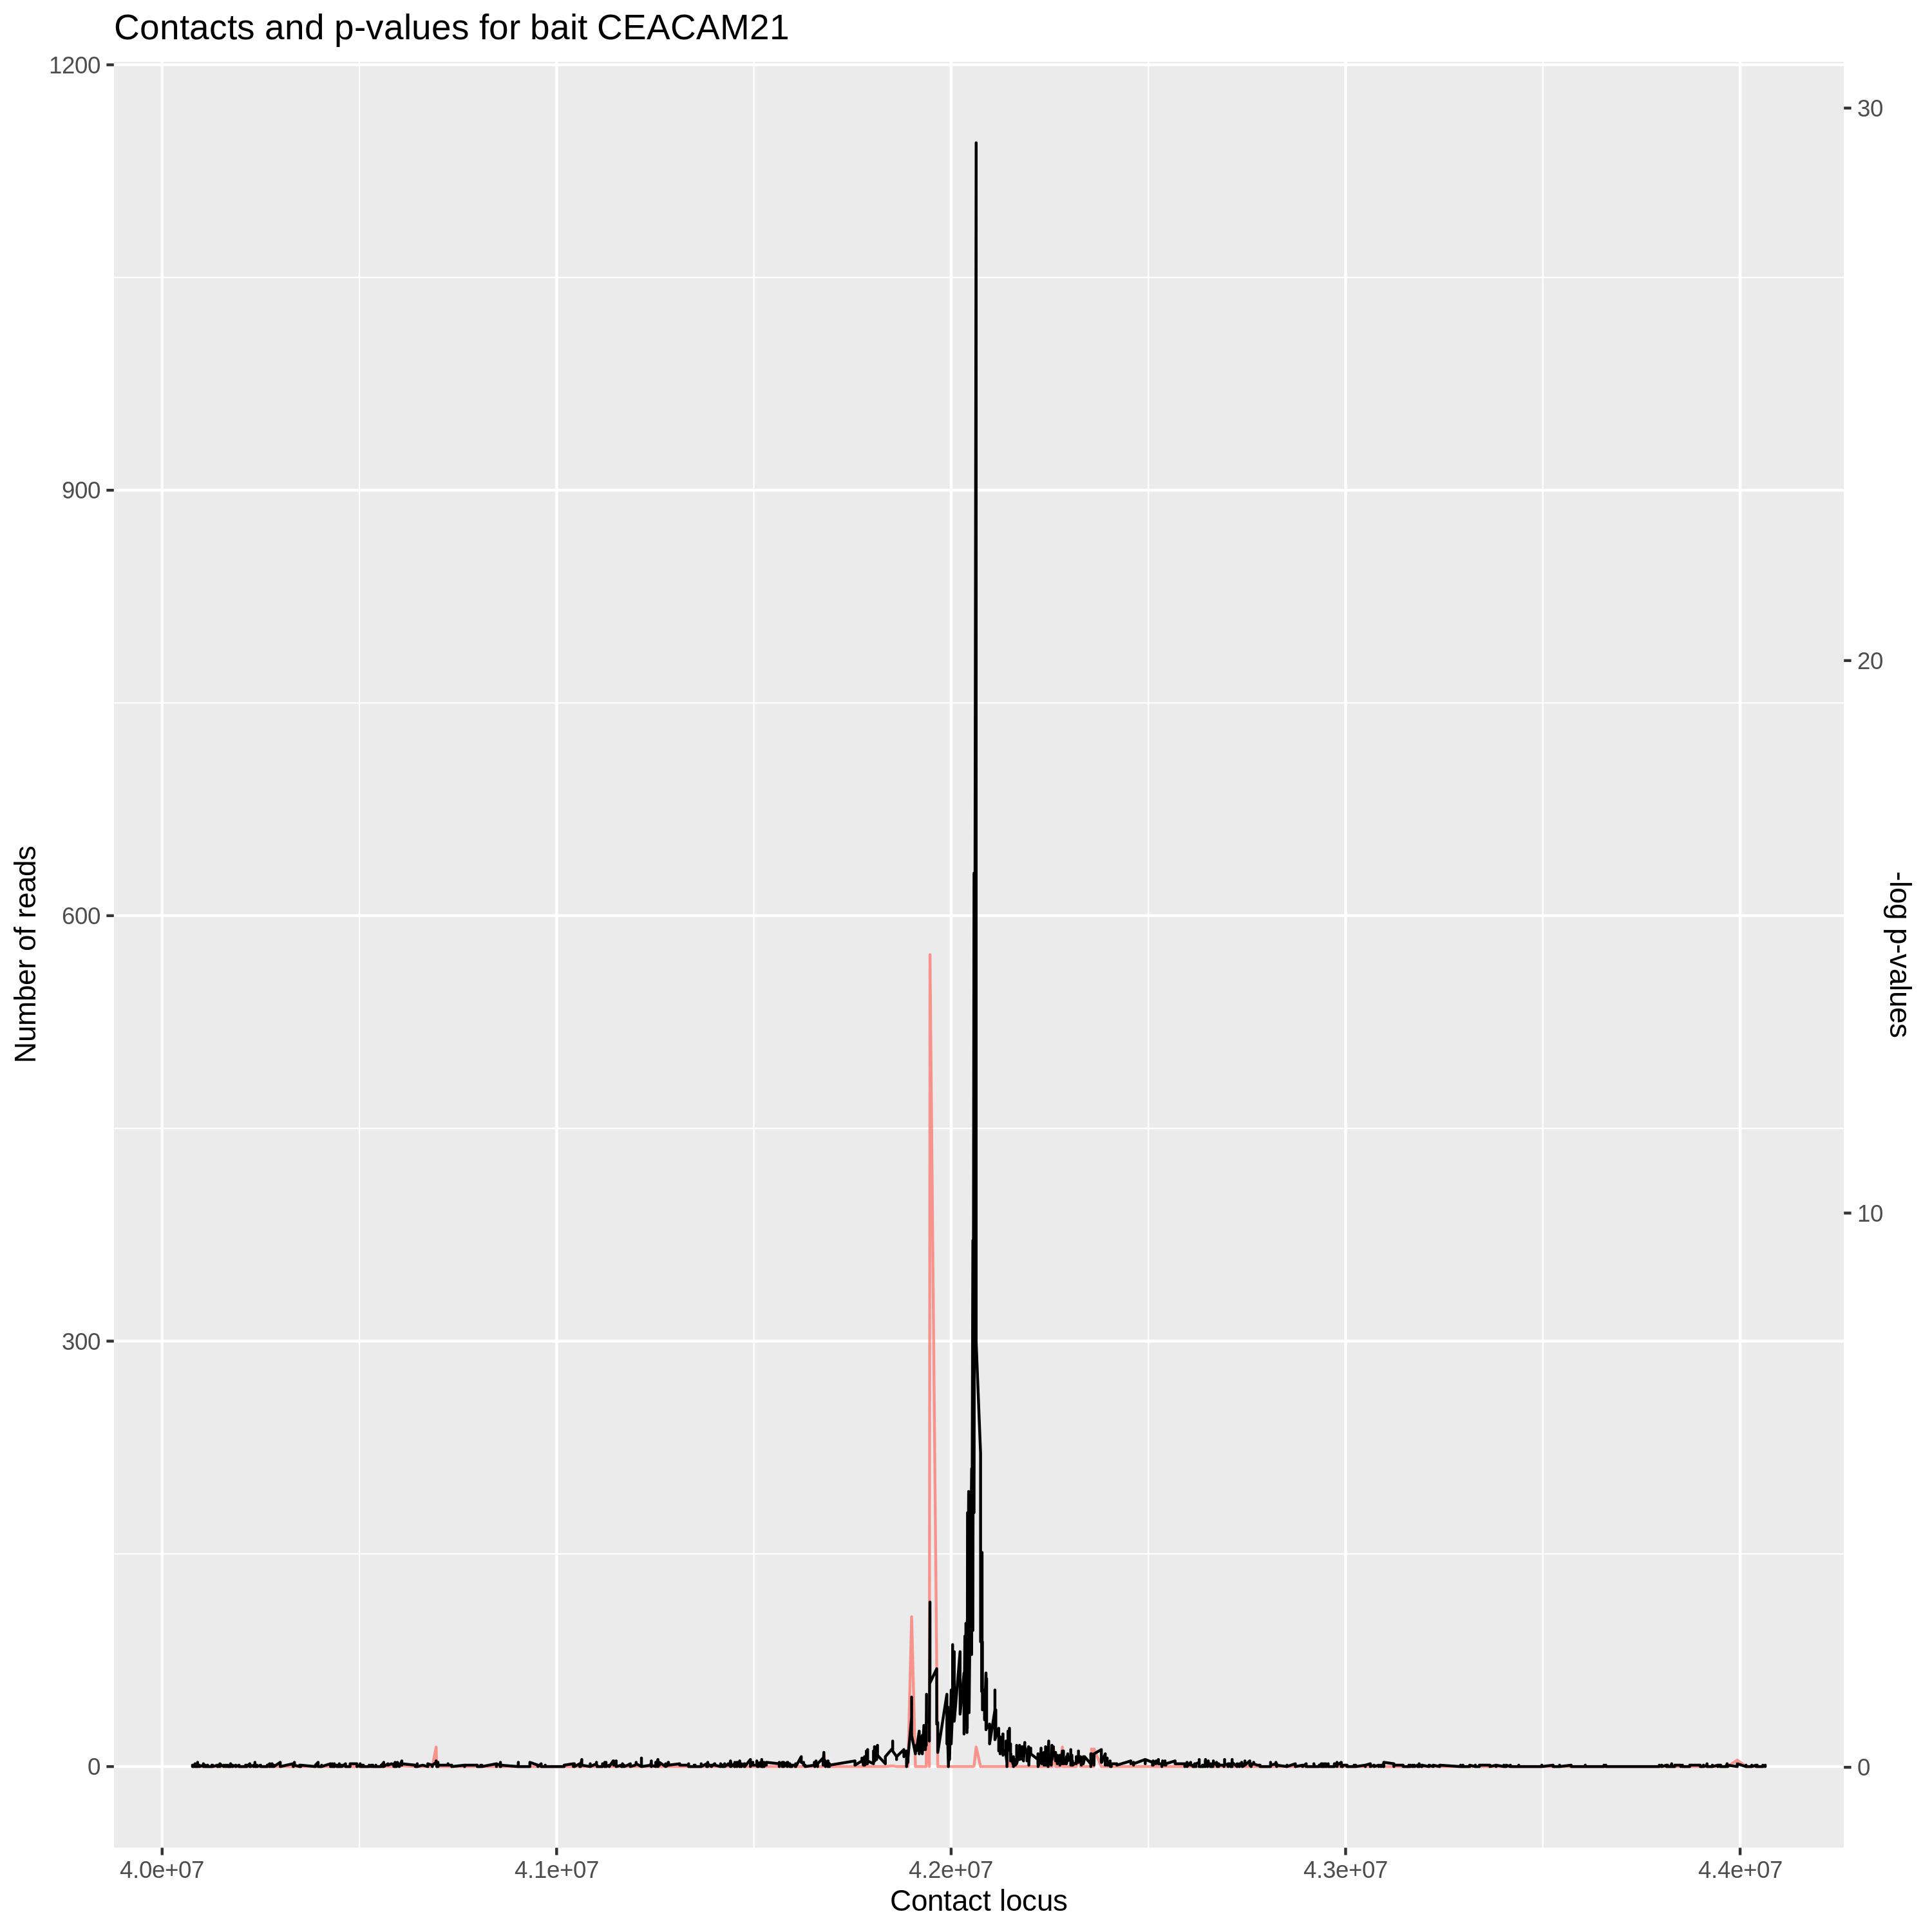 Contacts and p-values for bait CEACAM21
1200
900
600
300
0
Number of reads
30
20
10
0
-log p-values
4.0e+07
4.1e+07
4.2e+07
4.3e+07
4.4e+07
Contact locus